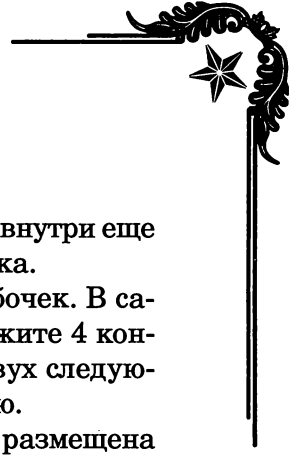 внутри еще
ка.
бочек. В са-
жите 4 кон-
вух следую-
ю.
размещена